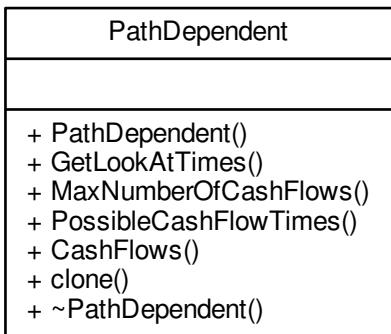 PathDependent
+ PathDependent()
+ GetLookAtTimes()
+ MaxNumberOfCashFlows()
+ PossibleCashFlowTimes()
+ CashFlows()
+ clone()
+ ~PathDependent()